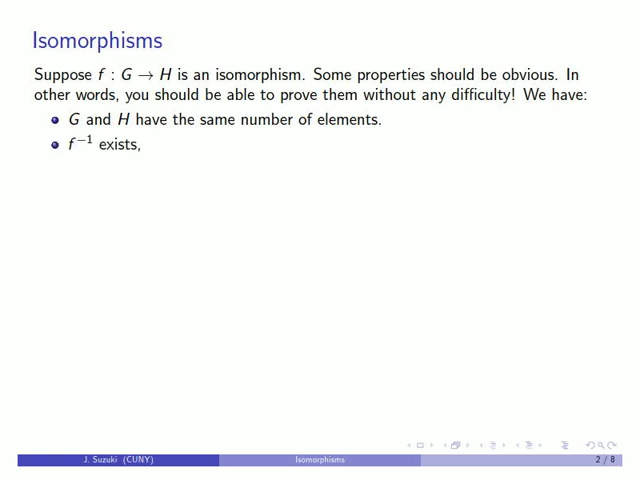 Isomorphisms
Suppose f : G → H is an isomorphism. Some properties should be obvious. In
other words, you should be able to prove them without any difficulty! We have:
G and H have the same number of elements.
f⁻¹ exists,
J. Suzuki (CUNY) Isomorphisms 2 / 8